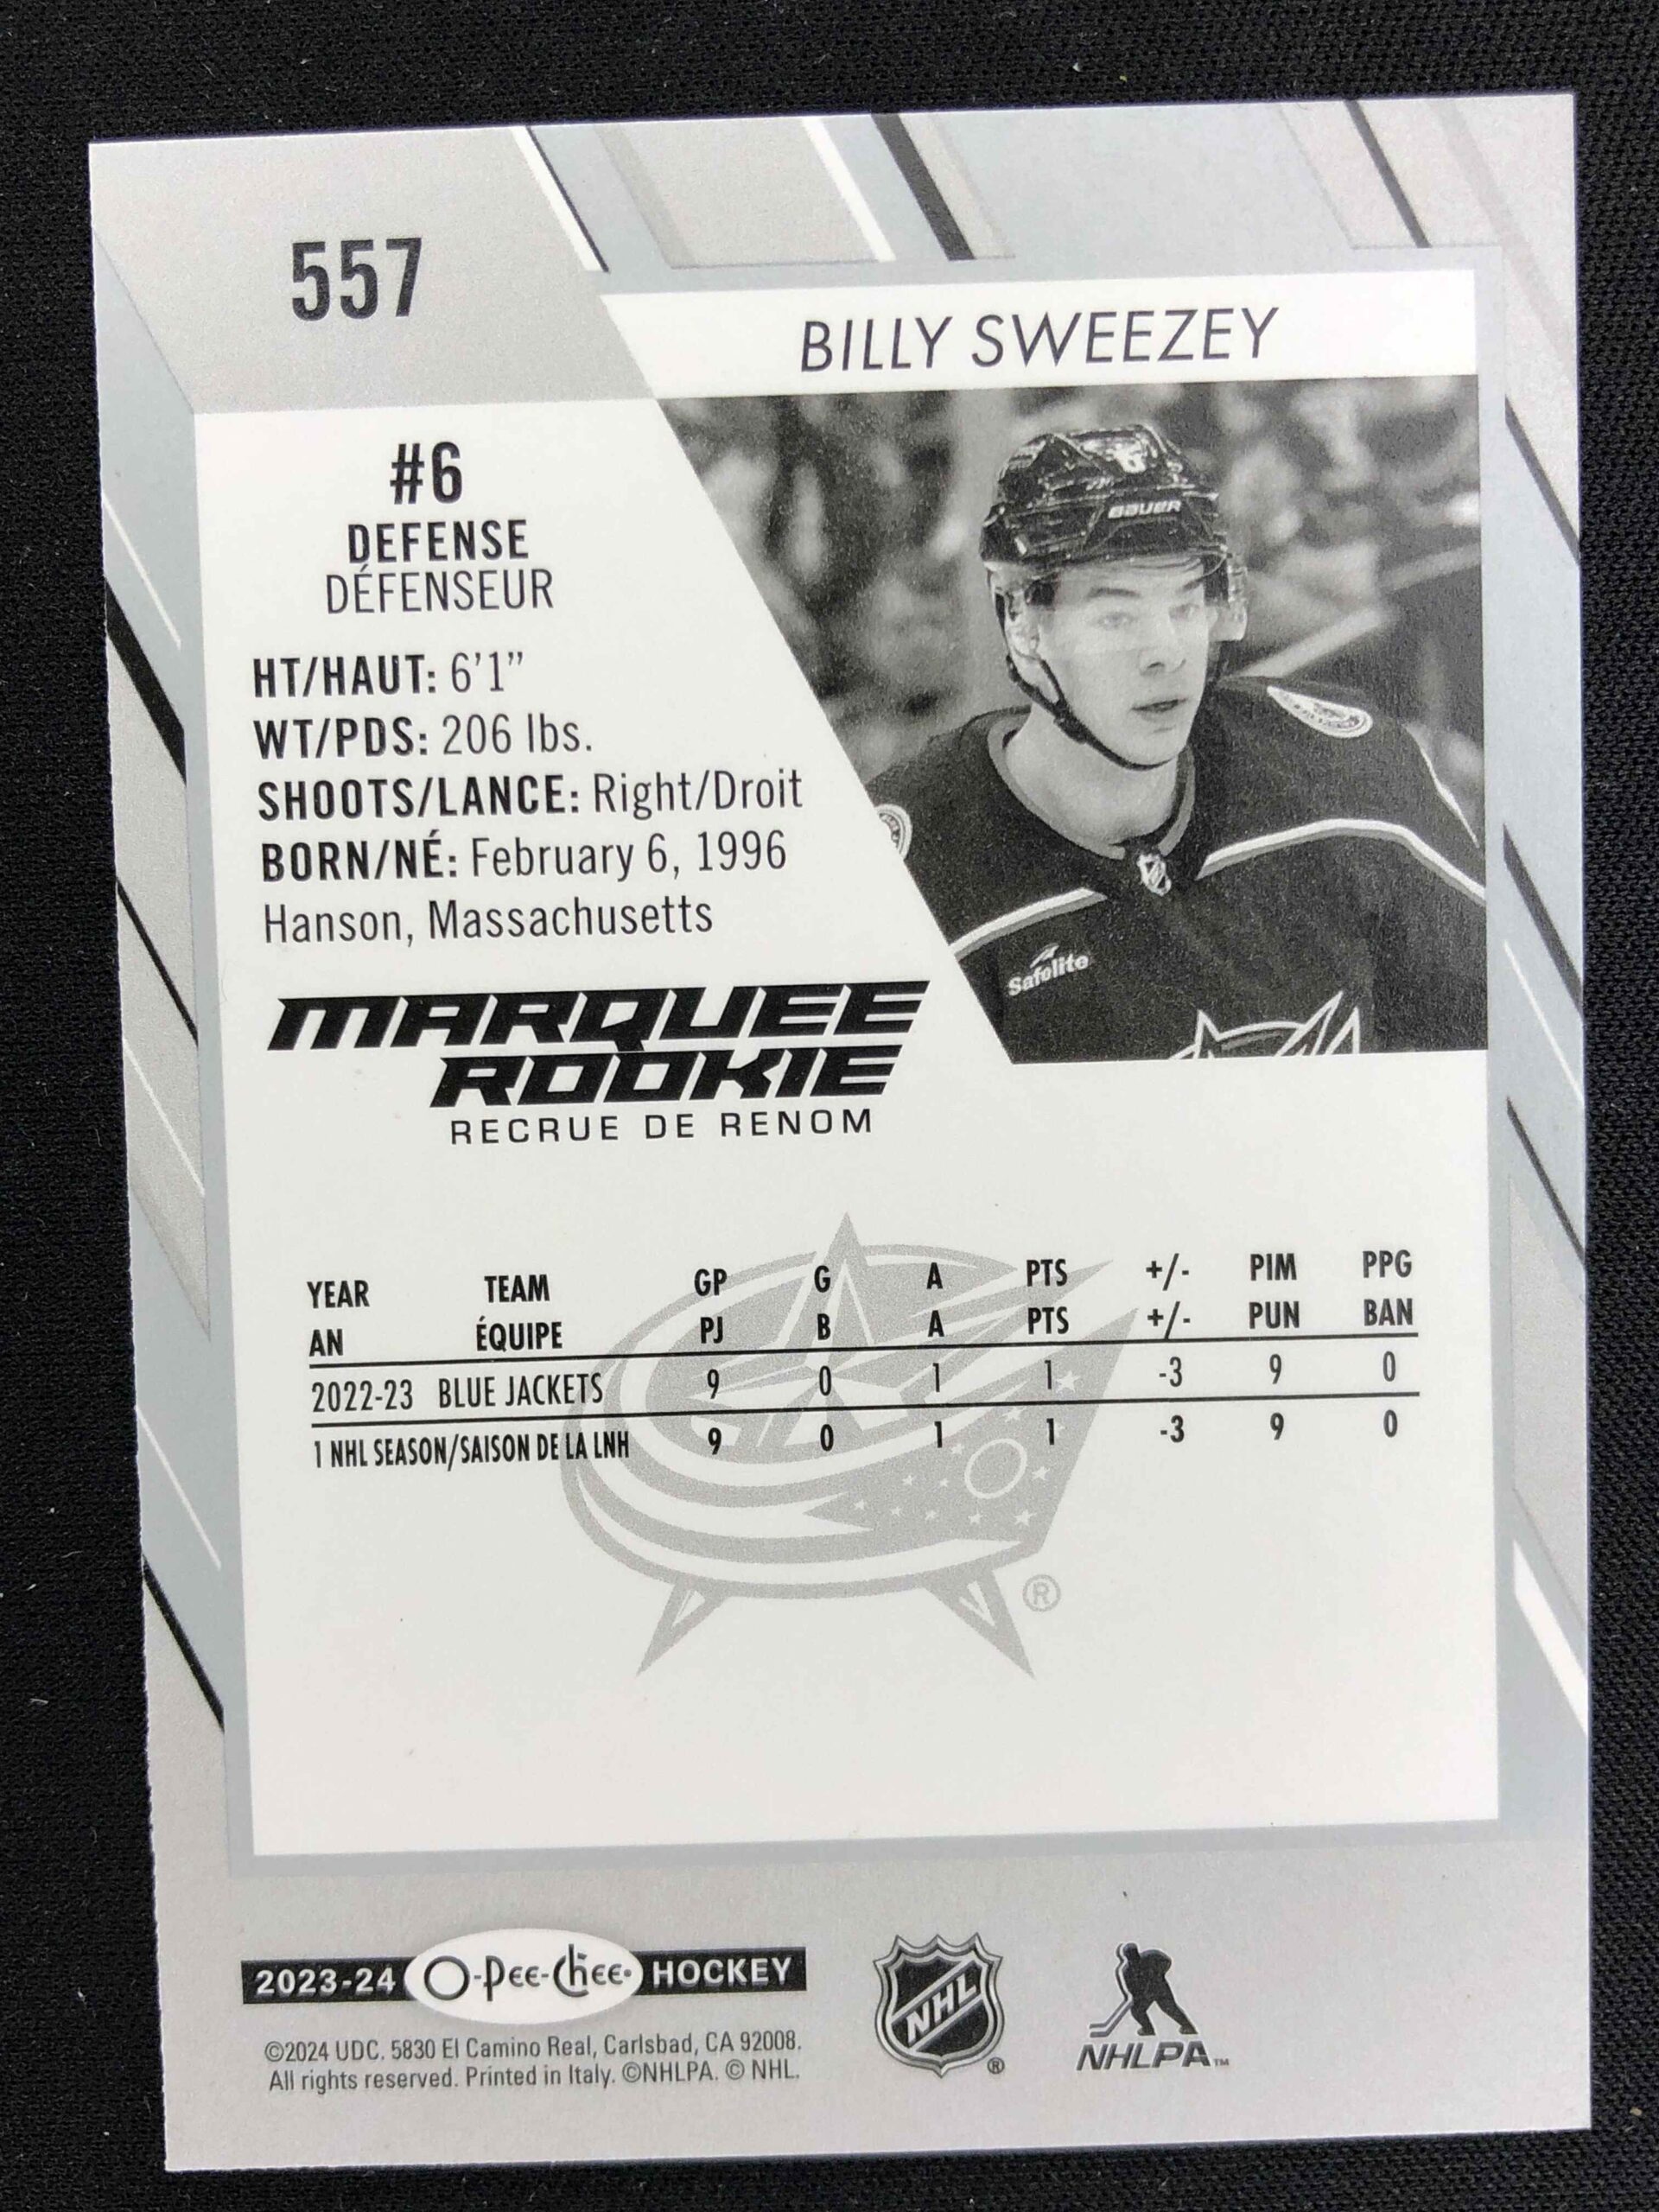 557
BILLY SWEEZEY
#6
DEFENSE
DÉFENSEUR
HT/HAUT: 6'1”
WT/PDS: 206 lbs.
SHOOTS/LANCE: Right/Droit
BORN/NÉ: February 6, 1996
Hanson, Massachusetts
BAUER
Safelite
MARQUEE
ROOKIE
RECRUE DE RENOM
YEAR TEAM GP G A PTS +/- PIM PPG
AN ÉQUIPE PJ B A PTS +/- PUN BAN
2022-23 BLUE JACKETS 9 0 1 1 -3 9 0
1 NHL SEASON/SAISON DE LA LNH 9 0 1 1 -3 9 0
®
2023-24 O-Pee-Chee HOCKEY
©2024 UDC. 5830 El Camino Real, Carlsbad, CA 92008.
All rights reserved. Printed in Italy. ©NHLPA. © NHL.
NHL ®
NHLPA™